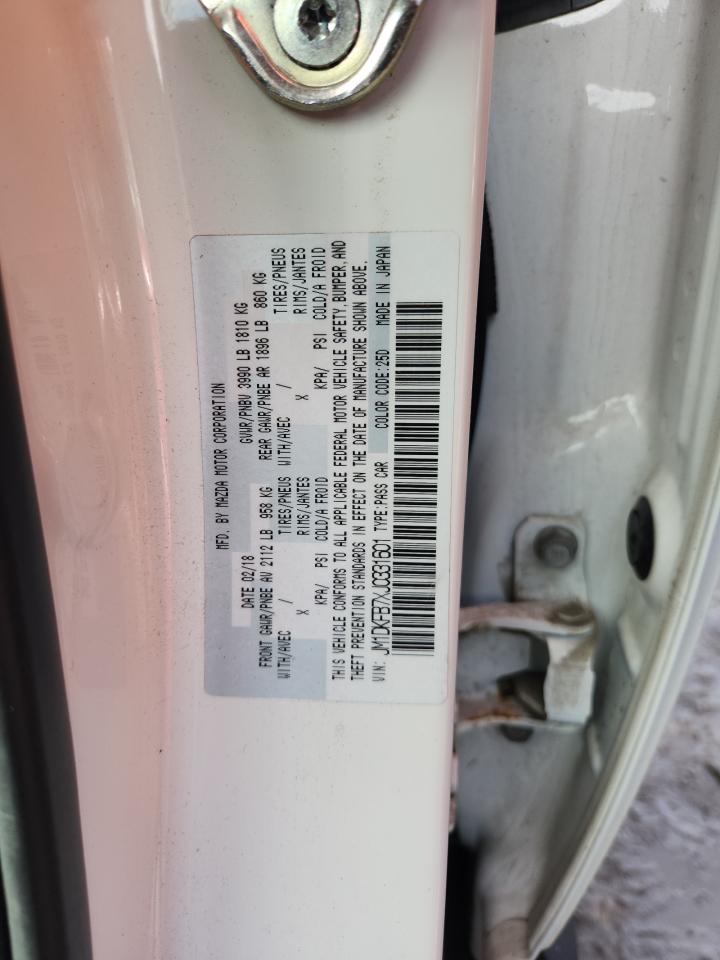 MFD. BY MAZDA MOTOR CORPORATION
DATE 02/18 GVWR/PNBV 3990 LB 1810 KG
FRONT GAWR/PNBE AV 2112 LB 958 KG REAR GAWR/PNBE AR 1896 LB 860 KG
WITH/AVEC / TIRES/PNEUS WITH/AVEC / TIRES/PNEUS
X RIMS/JANTES X RIMS/JANTES
KPA/ PSI COLD/A FROID KPA/ PSI COLD/A FROID
THIS VEHICLE CONFORMS TO ALL APPLICABLE FEDERAL MOTOR VEHICLE SAFETY, BUMPER, AND
THEFT PREVENTION STANDARDS IN EFFECT ON THE DATE OF MANUFACTURE SHOWN ABOVE.
VIN: JM1DKFB7XJ0331601 TYPE:PASS CAR COLOR CODE:25D MADE IN JAPAN